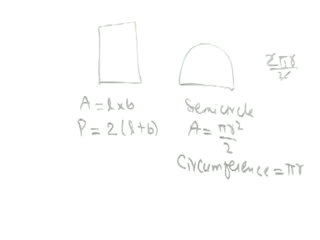 A = l x b
P = 2 (l+b)
Semicircle
A = πr²/2
Circumference = πr
2πr/2